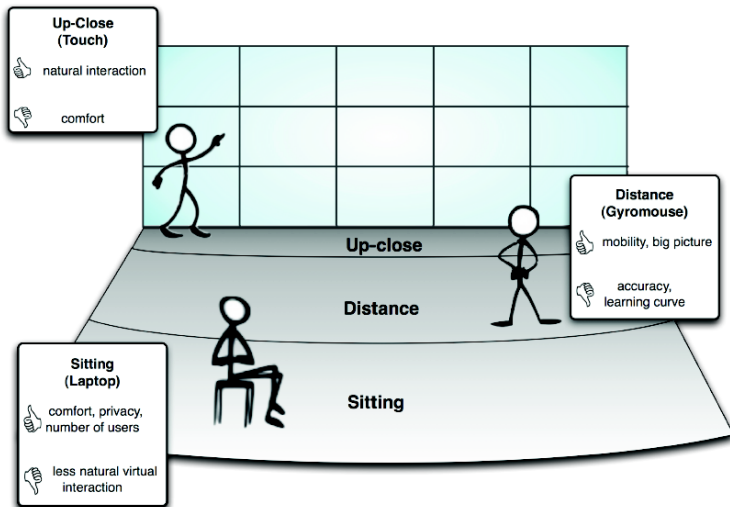 Up-Close
(Touch)
natural interaction
comfort
Up-close
Distance
(Gyromouse)
mobility, big picture
accuracy,
learning curve
Distance
Sitting
(Laptop)
comfort, privacy,
number of users
less natural virtual
interaction
Sitting